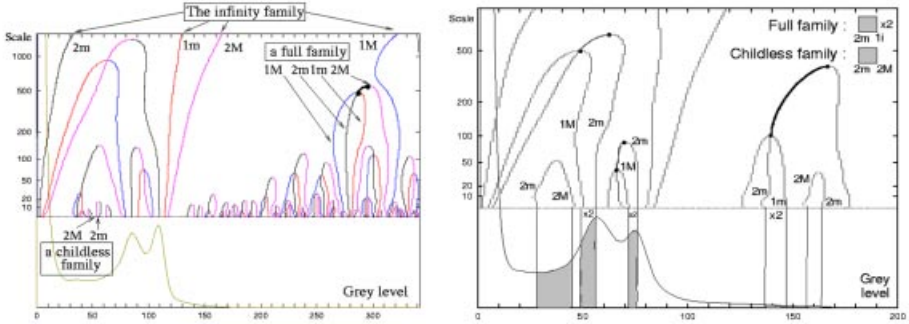 The infinity family
Scale
2m
1m
2M
1M
a full family
1M 2m1m 2M
1000
500
200
100
50
20
10
2M 2m
a childless
family
Grey level
0 50 100 150 200 250 300
Scale
Full family : x2
2m 1i
Childless family :
2m 2M
500
200
100
50
20
10
1M
2m
2m
1M
2m
2M
2m
1m
2M
2m
x2
x2
x2
Grey
level
0 50 100 150 200